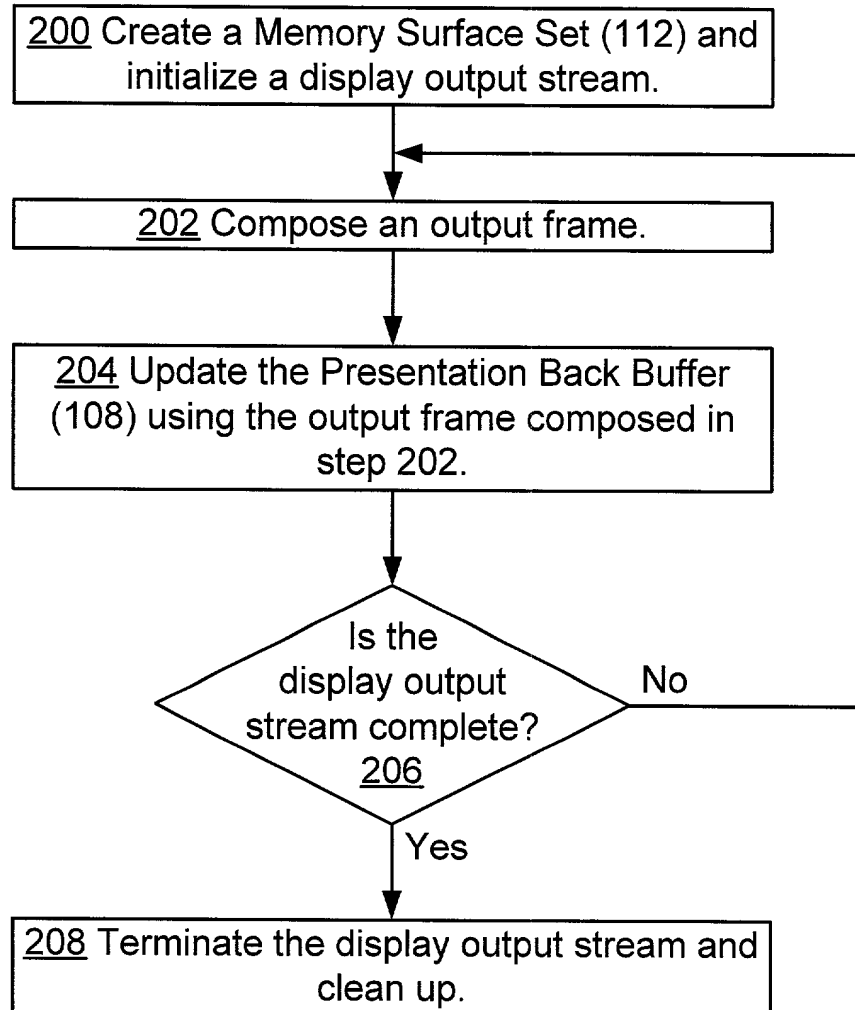 200 Create a Memory Surface Set (112) and
initialize a display output stream.
202 Compose an output frame.
204 Update the Presentation Back Buffer
(108) using the output frame composed in
step 202.
Is the
display output
stream complete?
206
No
Yes
208 Terminate the display output stream and
clean up.